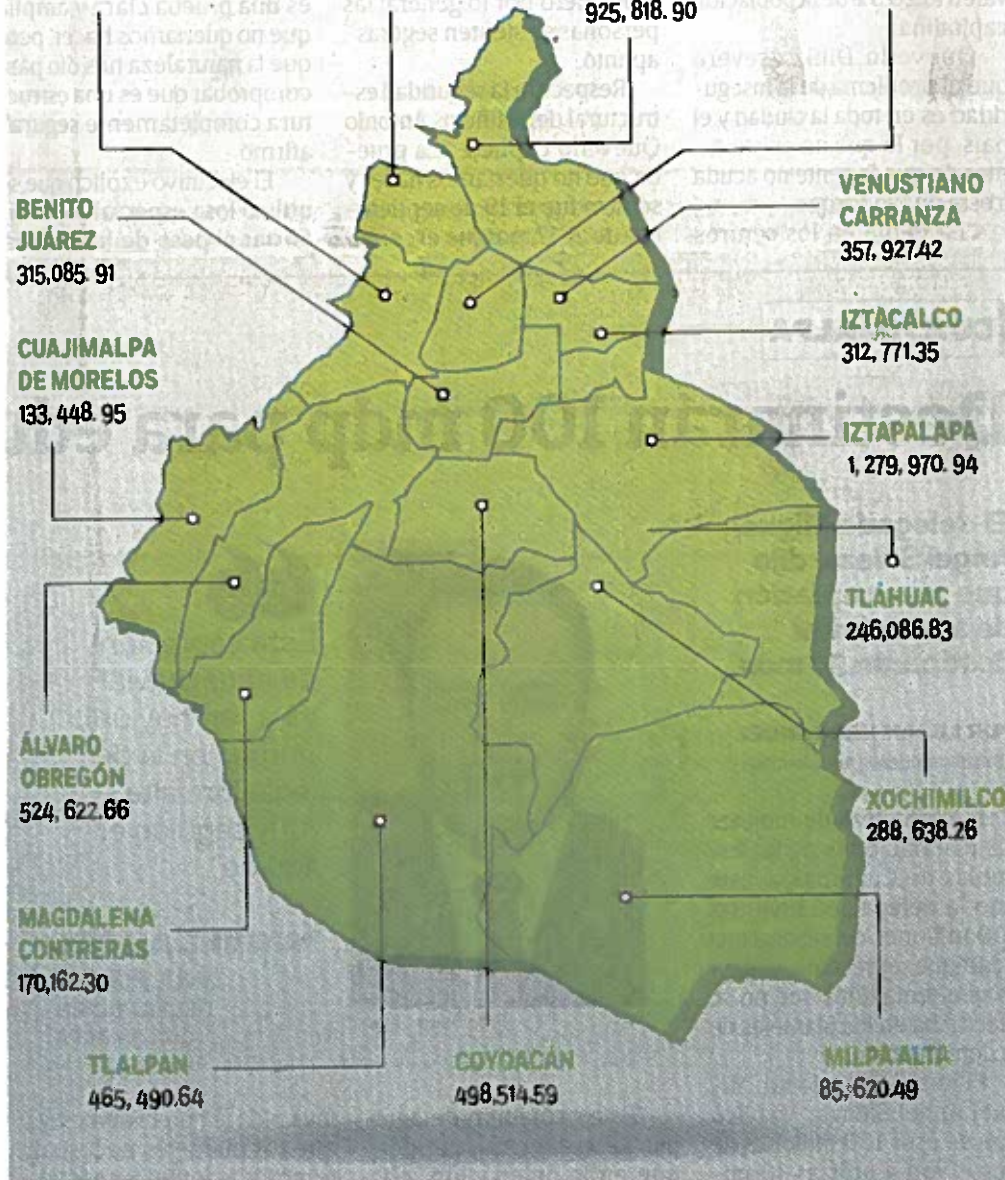 925, 818. 90
BENITO
JUÁREZ
315,085. 91
VENUSTIANO
CARRANZA
357, 927.42
CUAJIMALPA
DE MORELOS
133, 448. 95
IZTACALCO
312, 771.35
IZTAPALAPA
1, 279, 970. 94
TLÁHUAC
246,086.83
ÁLVARO
OBREGÓN
524, 622.66
XOCHIMILCO
288, 638.26
MAGDALENA
CONTRERAS
170,162.30
TLALPAN
465, 490.64
COYOACÁN
498,514.59
MILPA ALTA
85, 620.49